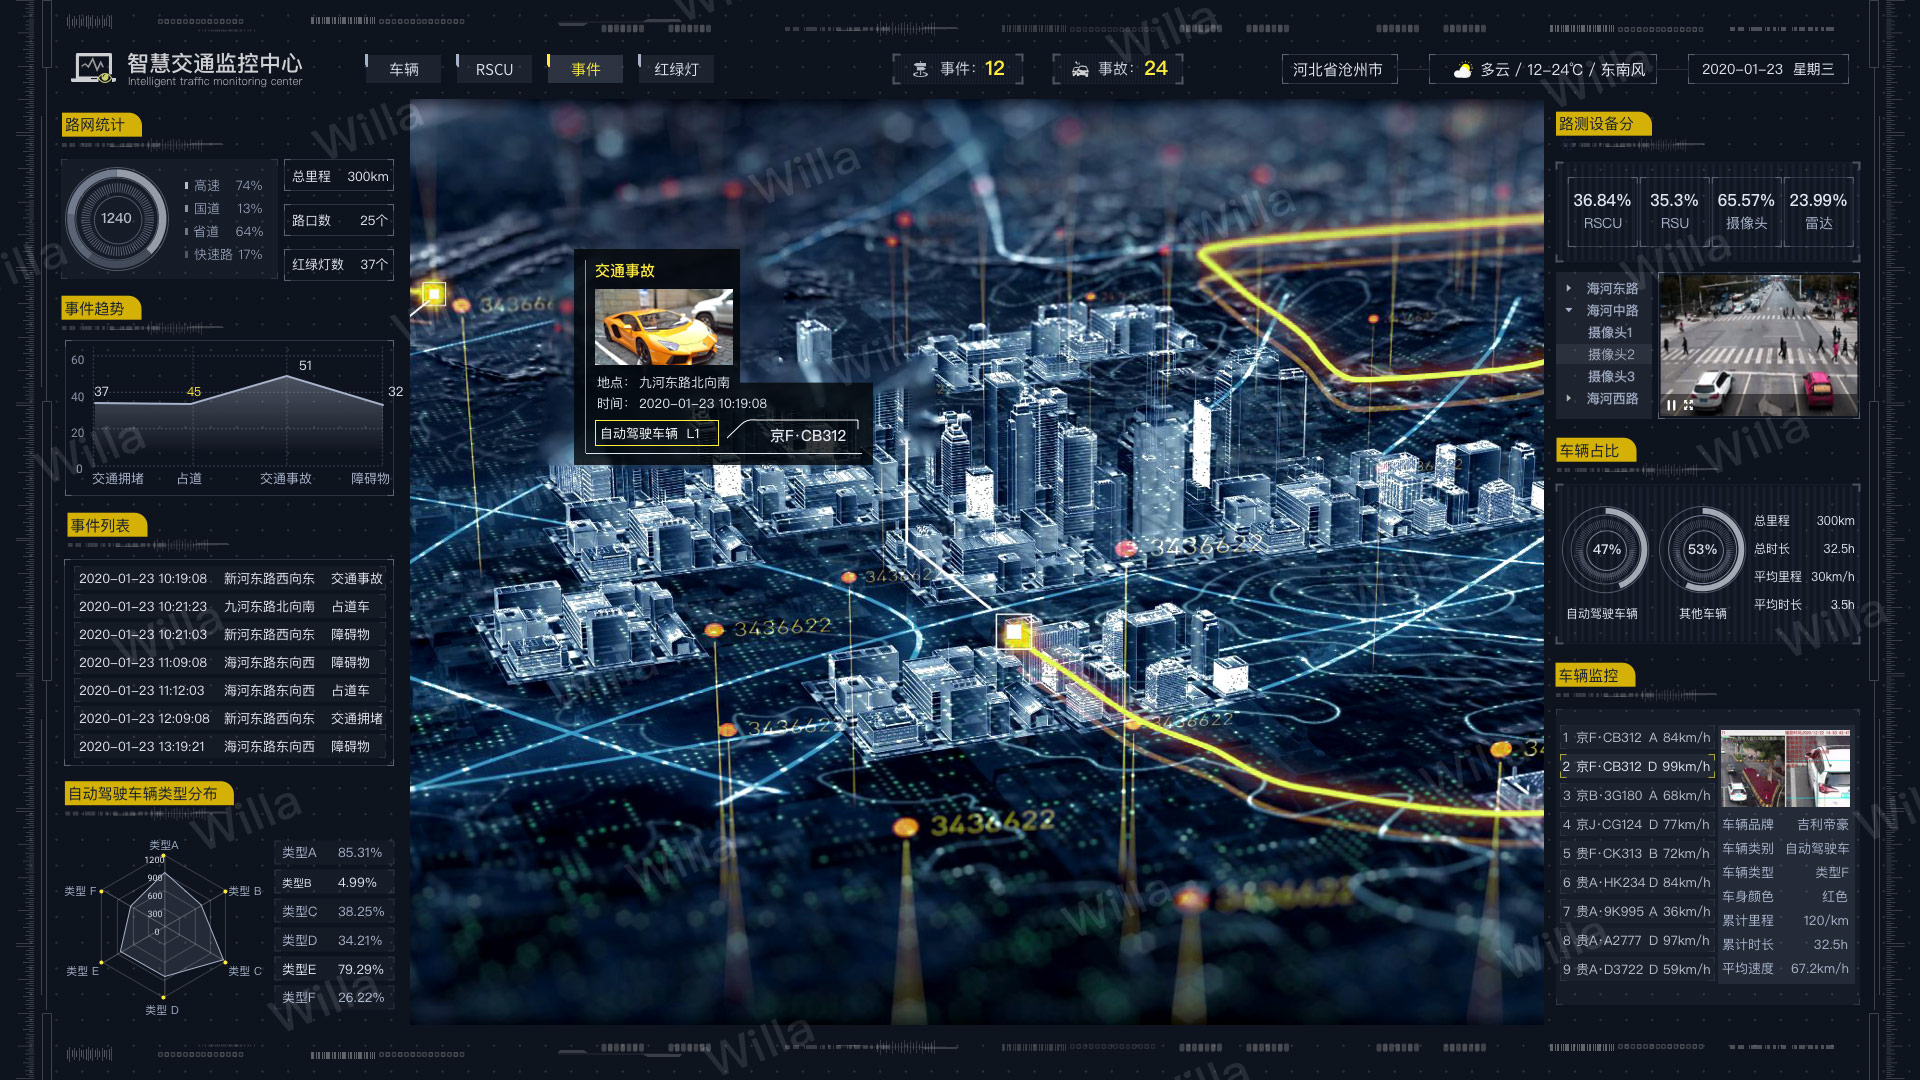 智慧交通监控中心
Intelligent traffic monitoring center
车辆
RSCU
事件
红绿灯
事件: 12
事故: 24
河北省沧州市
多云 / 12-24℃ / 东南风
2020-01-23 星期三
路网统计
1240
高速 74%
国道 13%
省道 64%
快速路 17%
总里程 300km
路口数 25个
红绿灯数 37个
事件趋势
60
40
20
0
37
45
51
32
交通拥堵 占道 交通事故 障碍物
事件列表
2020-01-23 10:19:08 新河东路西向东 交通事故
2020-01-23 10:21:23 九河东路北向南 占道车
2020-01-23 10:21:03 新河东路西向东 障碍物
2020-01-23 11:09:08 海河东路东向西 障碍物
2020-01-23 11:12:03 海河东路东向西 占道车
2020-01-23 12:09:08 新河东路西向东 交通拥堵
2020-01-23 13:19:21 海河东路东向西 障碍物
自动驾驶车辆类型分布
类型A
1200
900
600
300
0
类型 B
类型 C
类型 D
类型 E
类型 F
类型A 85.31%
类型B 4.99%
类型C 38.25%
类型D 34.21%
类型E 79.29%
类型F 26.22%
交通事故
地点: 九河东路北向南
时间: 2020-01-23 10:19:08
自动驾驶车辆 L1
京F·CB312
3436622
3436622
3436622
3436622
3436622
3436622
3436622
路测设备分
36.84% RSCU
35.3% RSU
65.57% 摄像头
23.99% 雷达
海河东路
海河中路
摄像头1
摄像头2
摄像头3
海河西路
车辆占比
47%
自动驾驶车辆
53%
其他车辆
总里程 300km
总时长 32.5h
平均里程 30km/h
平均时长 3.5h
车辆监控
1 京F·CB312 A 84km/h
2 京F·CB312 D 99km/h
3 京B·3G180 A 68km/h
4 京J·CG124 D 77km/h
5 贵F·CK313 B 72km/h
6 贵A·HK234 D 84km/h
7 贵A·9K995 A 36km/h
8 贵A·A2777 D 97km/h
9 贵A·D3722 D 59km/h
车辆品牌 吉利帝豪
车辆类别 自动驾驶车
车辆类型 类型F
车身颜色 红色
累计里程 120/km
累计时长 32.5h
平均速度 67.2km/h
Willa